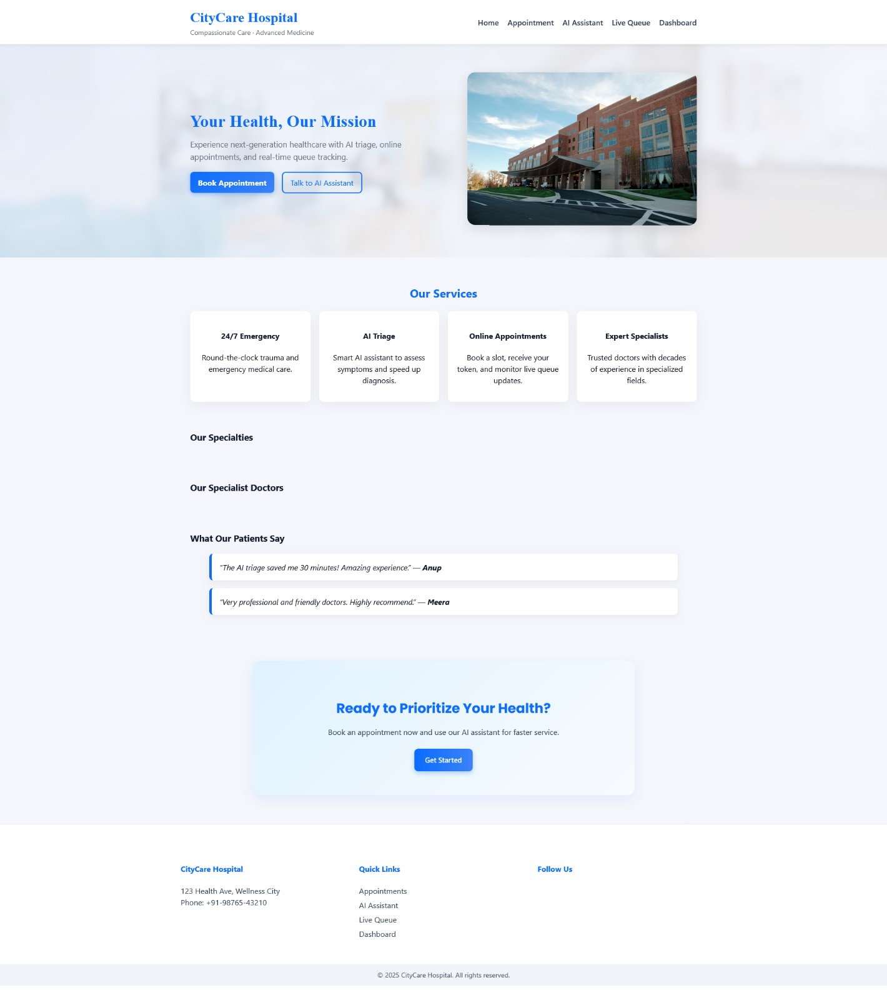 CityCare Hospital
Compassionate Care · Advanced Medicine
Home Appointment AI Assistant Live Queue Dashboard
Your Health, Our Mission
Experience next-generation healthcare with AI triage, online
appointments, and real-time queue tracking.
Book Appointment Talk to AI Assistant
Our Services
24/7 Emergency
Round-the-clock trauma and
emergency medical care.
AI Triage
Smart AI assistant to assess
symptoms and speed up
diagnosis.
Online Appointments
Book a slot, receive your
token, and monitor live queue
updates.
Expert Specialists
Trusted doctors with decades
of experience in specialized
fields.
Our Specialties
Our Specialist Doctors
What Our Patients Say
"The AI triage saved me 30 minutes! Amazing experience." — Anup
"Very professional and friendly doctors. Highly recommend." — Meera
Ready to Prioritize Your Health?
Book an appointment now and use our AI assistant for faster service.
Get Started
CityCare Hospital
123 Health Ave, Wellness City
Phone: +91-98765-43210
Quick Links
Appointments
AI Assistant
Live Queue
Dashboard
Follow Us
© 2025 CityCare Hospital. All rights reserved.